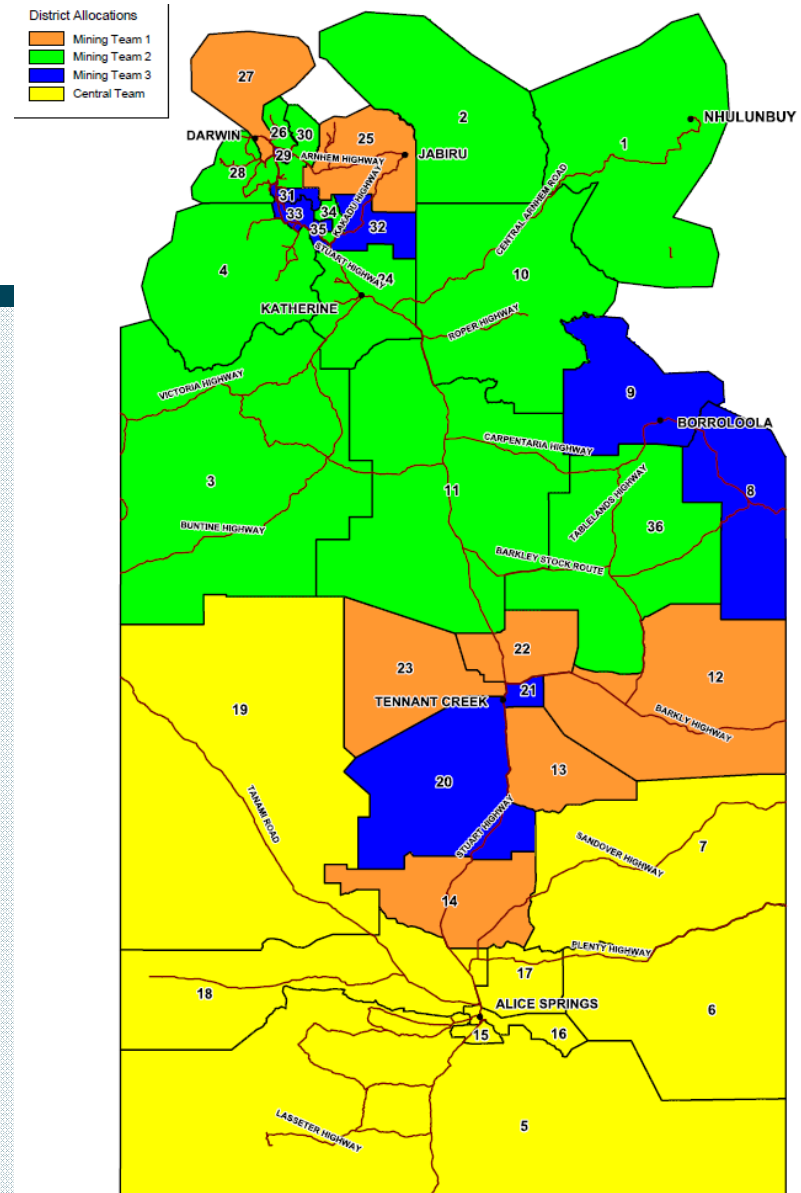 District Allocations
Mining Team 1
Mining Team 2
Mining Team 3
Central Team
27
2
NHULUNBUY
26
30
25
DARWIN
1
29
ARNHEM HIGHWAY
JABIRU
28
KAKADU HIGHWAY
CENTRAL ARNHEM ROAD
31
33
34
32
35
STUART HIGHWAY
4
24
10
KATHERINE
ROPER HIGHWAY
VICTORIA HIGHWAY
9
BORROLOOLA
CARPENTARIA HIGHWAY
3
11
TABLELANDS HIGHWAY
8
BUNTINE HIGHWAY
36
BARKLEY STOCK ROUTE
22
23
12
21
TENNANT CREEK
19
BARKLY HIGHWAY
13
20
TANAMI ROAD
STUART HIGHWAY
SANDOVER HIGHWAY
7
14
PLENTY HIGHWAY
17
18
ALICE SPRINGS
6
15
16
LASSETER HIGHWAY
5